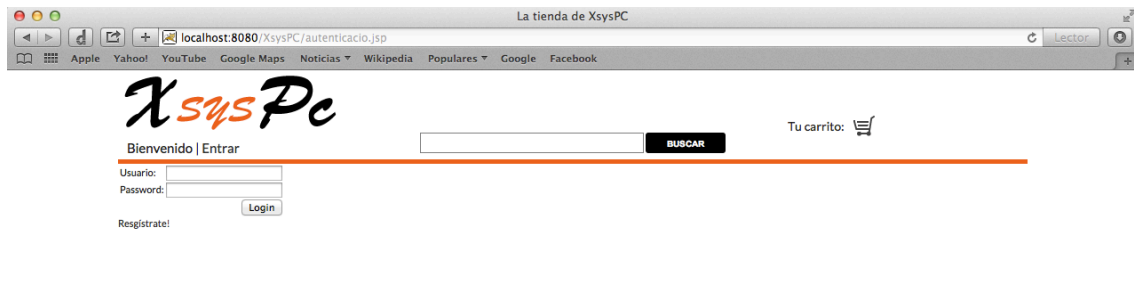 La tienda de XsysPC
localhost:8080/XsysPC/autenticacio.jsp
Lector
Apple Yahoo! YouTube Google Maps Noticias Wikipedia Populares Google Facebook
XsysPc
Tu carrito:
BUSCAR
Bienvenido | Entrar
Usuario:
Password:
Login
Resgístrate!